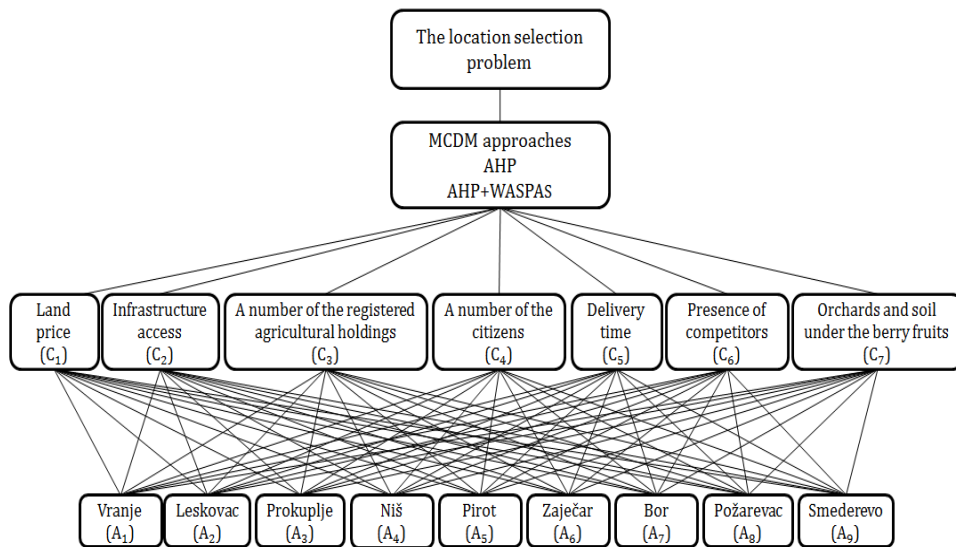 The location selection
problem
MCDM approaches
AHP
AHP+WASPAS
Land
price
(C₁)
Infrastructure
access
(C₂)
A number of the registered
agricultural holdings
(C₃)
A number of the
citizens
(C₄)
Delivery
time
(C₅)
Presence of
competitors
(C₆)
Orchards and soil
under the berry fruits
(C₇)
Vranje
(A₁)
Leskovac
(A₂)
Prokuplje
(A₃)
Niš
(A₄)
Pirot
(A₅)
Zaječar
(A₆)
Bor
(A₇)
Požarevac
(A₈)
Smederevo
(A₉)